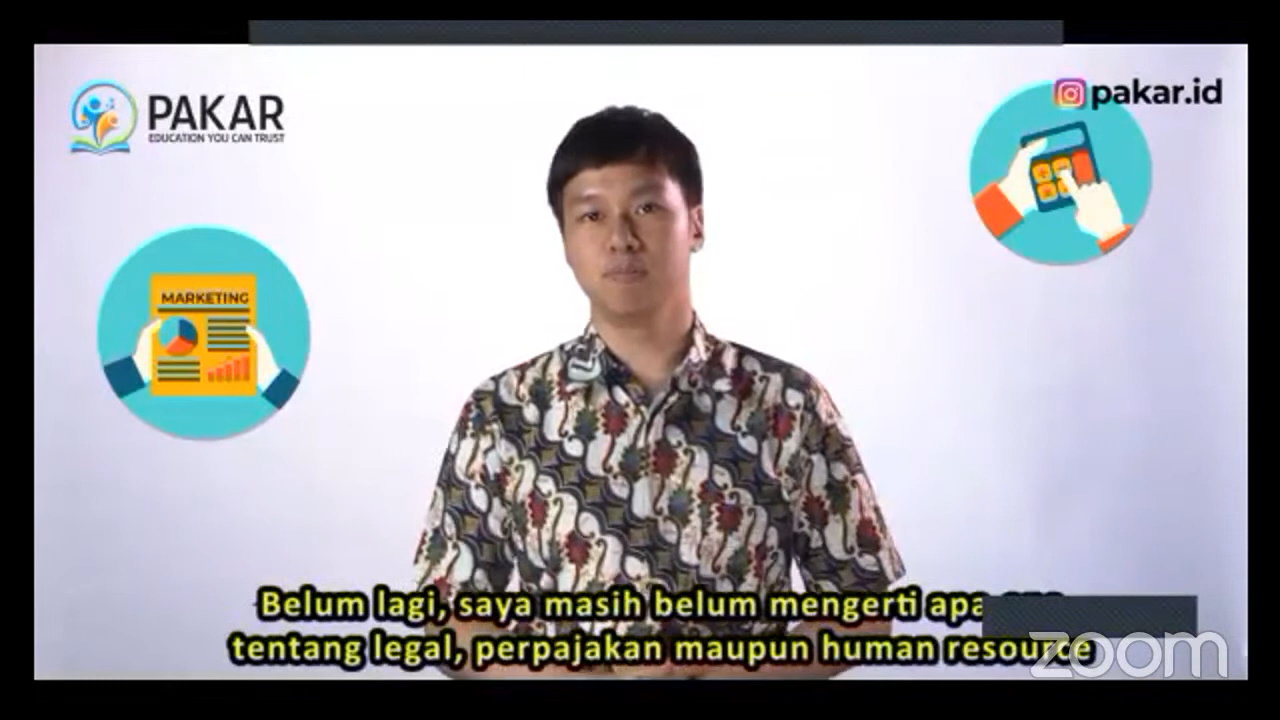 PAKAR
EDUCATION YOU CAN TRUST
pakar.id
MARKETING
Belum lagi, saya masih belum mengerti apa
tentang legal, perpajakan maupun human resource
zoom